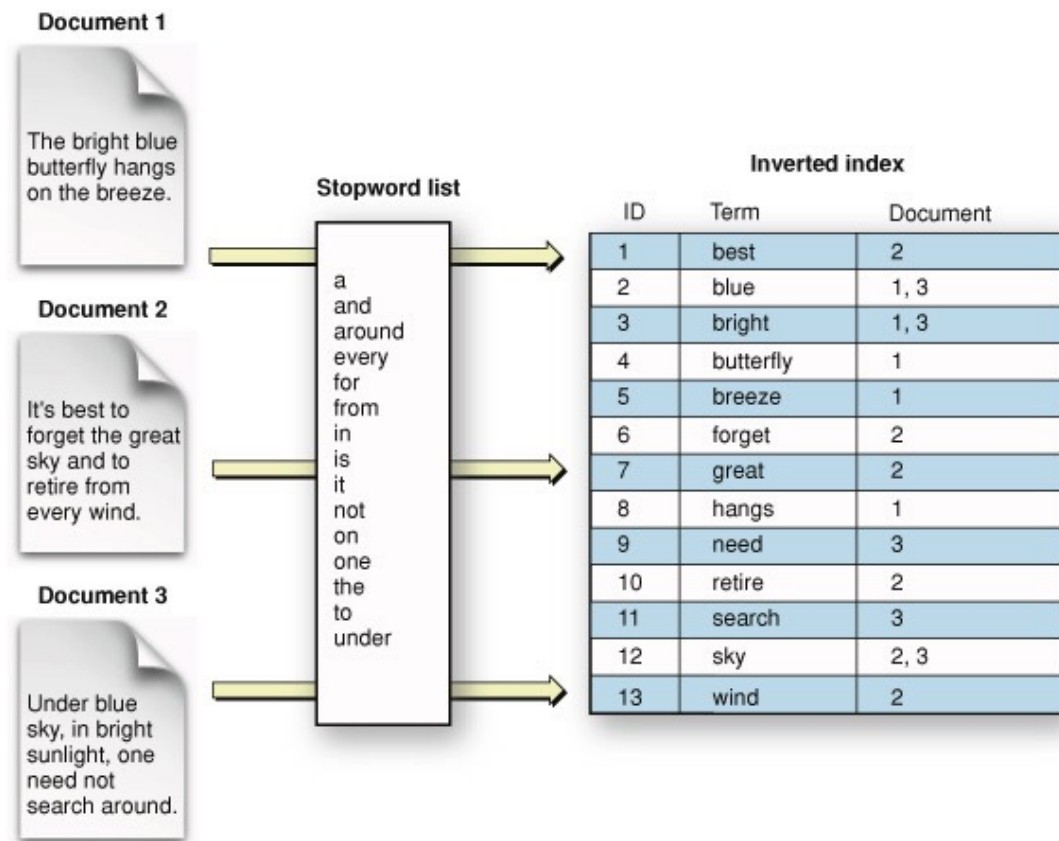 Document 1
The bright blue
butterfly hangs
on the breeze.
Document 2
It's best to
forget the great
sky and to
retire from
every wind.
Document 3
Under blue
sky, in bright
sunlight, one
need not
search around.
Stopword list
a
and
around
every
for
from
in
is
it
not
on
one
the
to
under
Inverted index
ID Term Document
1 best 2
2 blue 1, 3
3 bright 1, 3
4 butterfly 1
5 breeze 1
6 forget 2
7 great 2
8 hangs 1
9 need 3
10 retire 2
11 search 3
12 sky 2, 3
13 wind 2